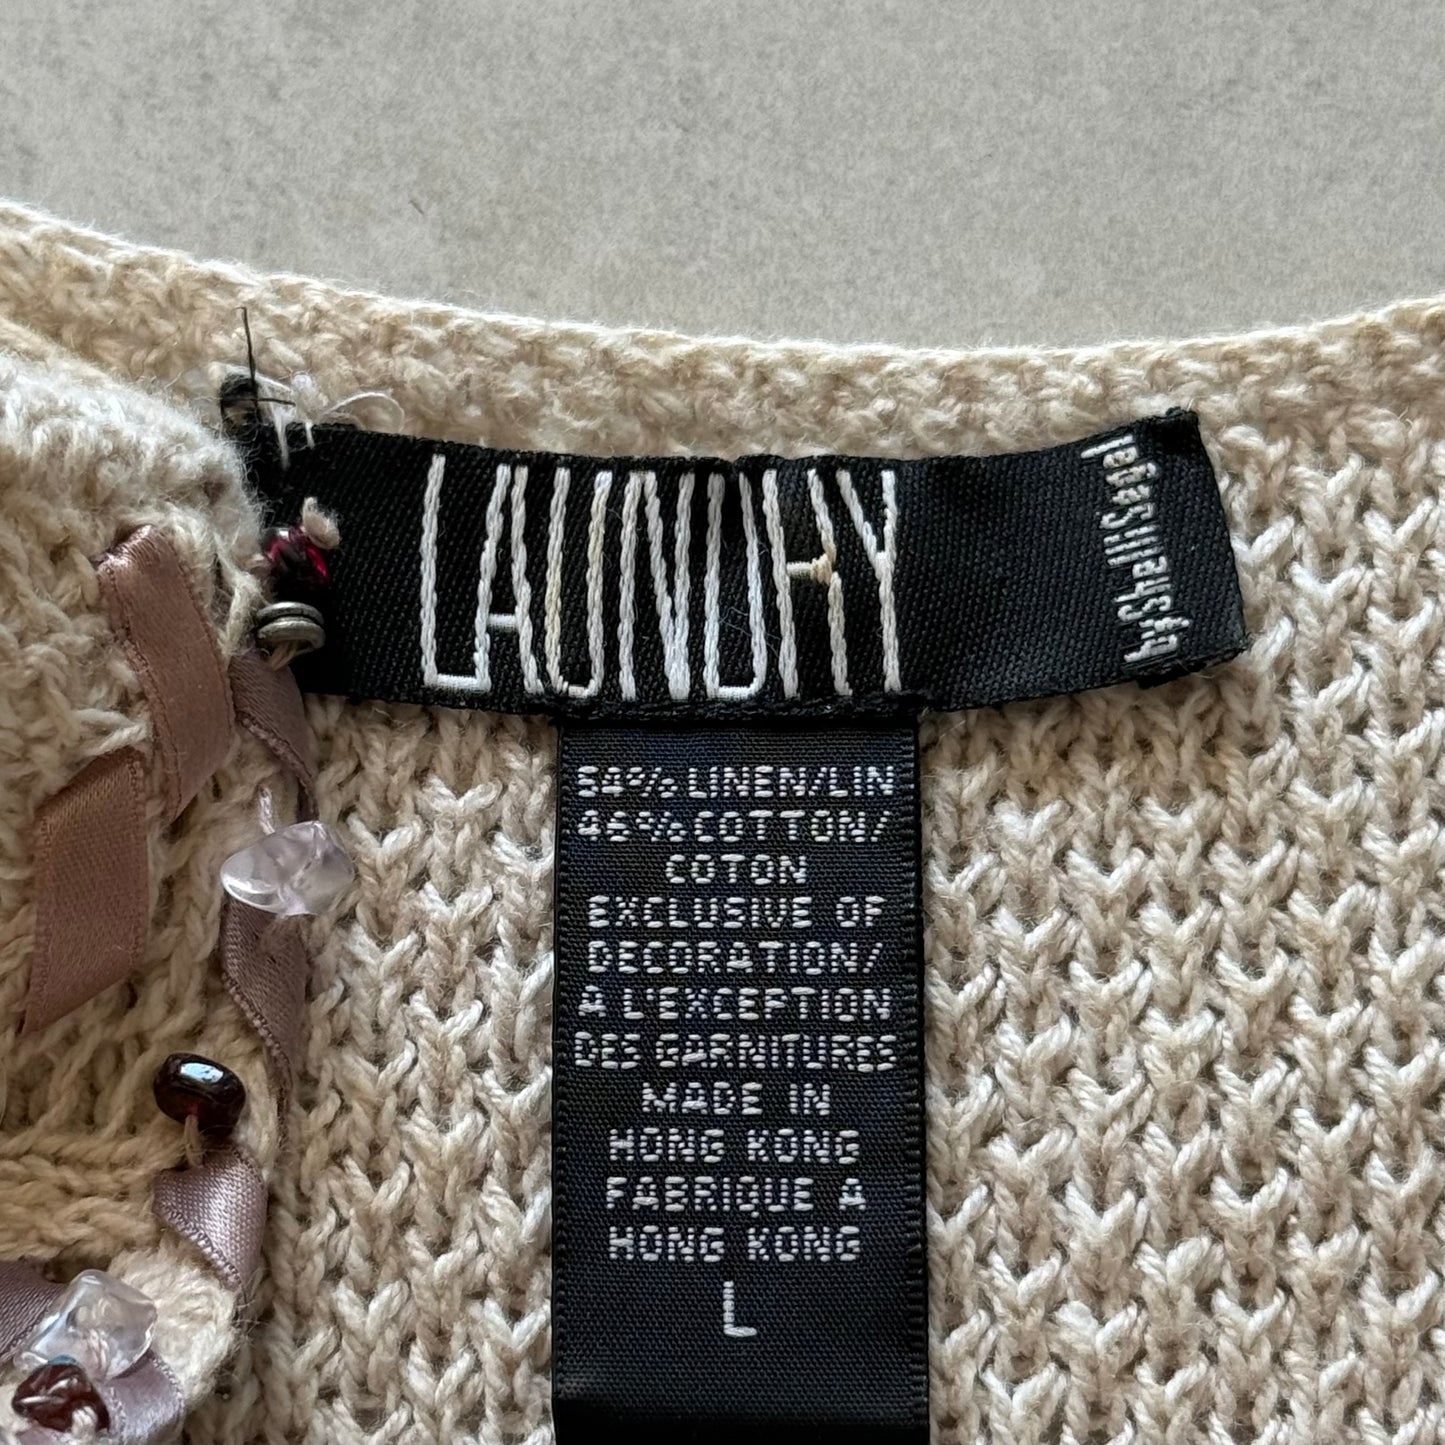 LAUNDRY
by Shelli Segal
54% LINEN/LIN
46% COTTON/
COTON
EXCLUSIVE OF
DECORATION/
A L'EXCEPTION
DES GARNITURES
MADE IN
HONG KONG
FABRIQUE A
HONG KONG
L